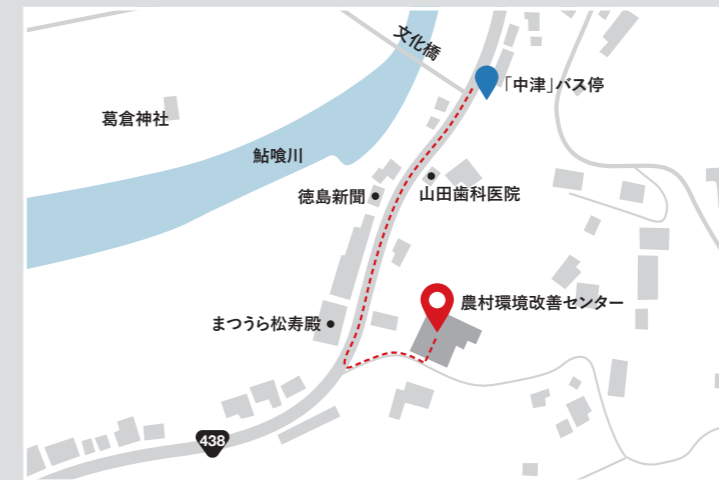 文化橋
「中津」バス停
葛倉神社
鮎喰川
徳島新聞
山田歯科医院
農村環境改善センター
まつうら松寿殿
438